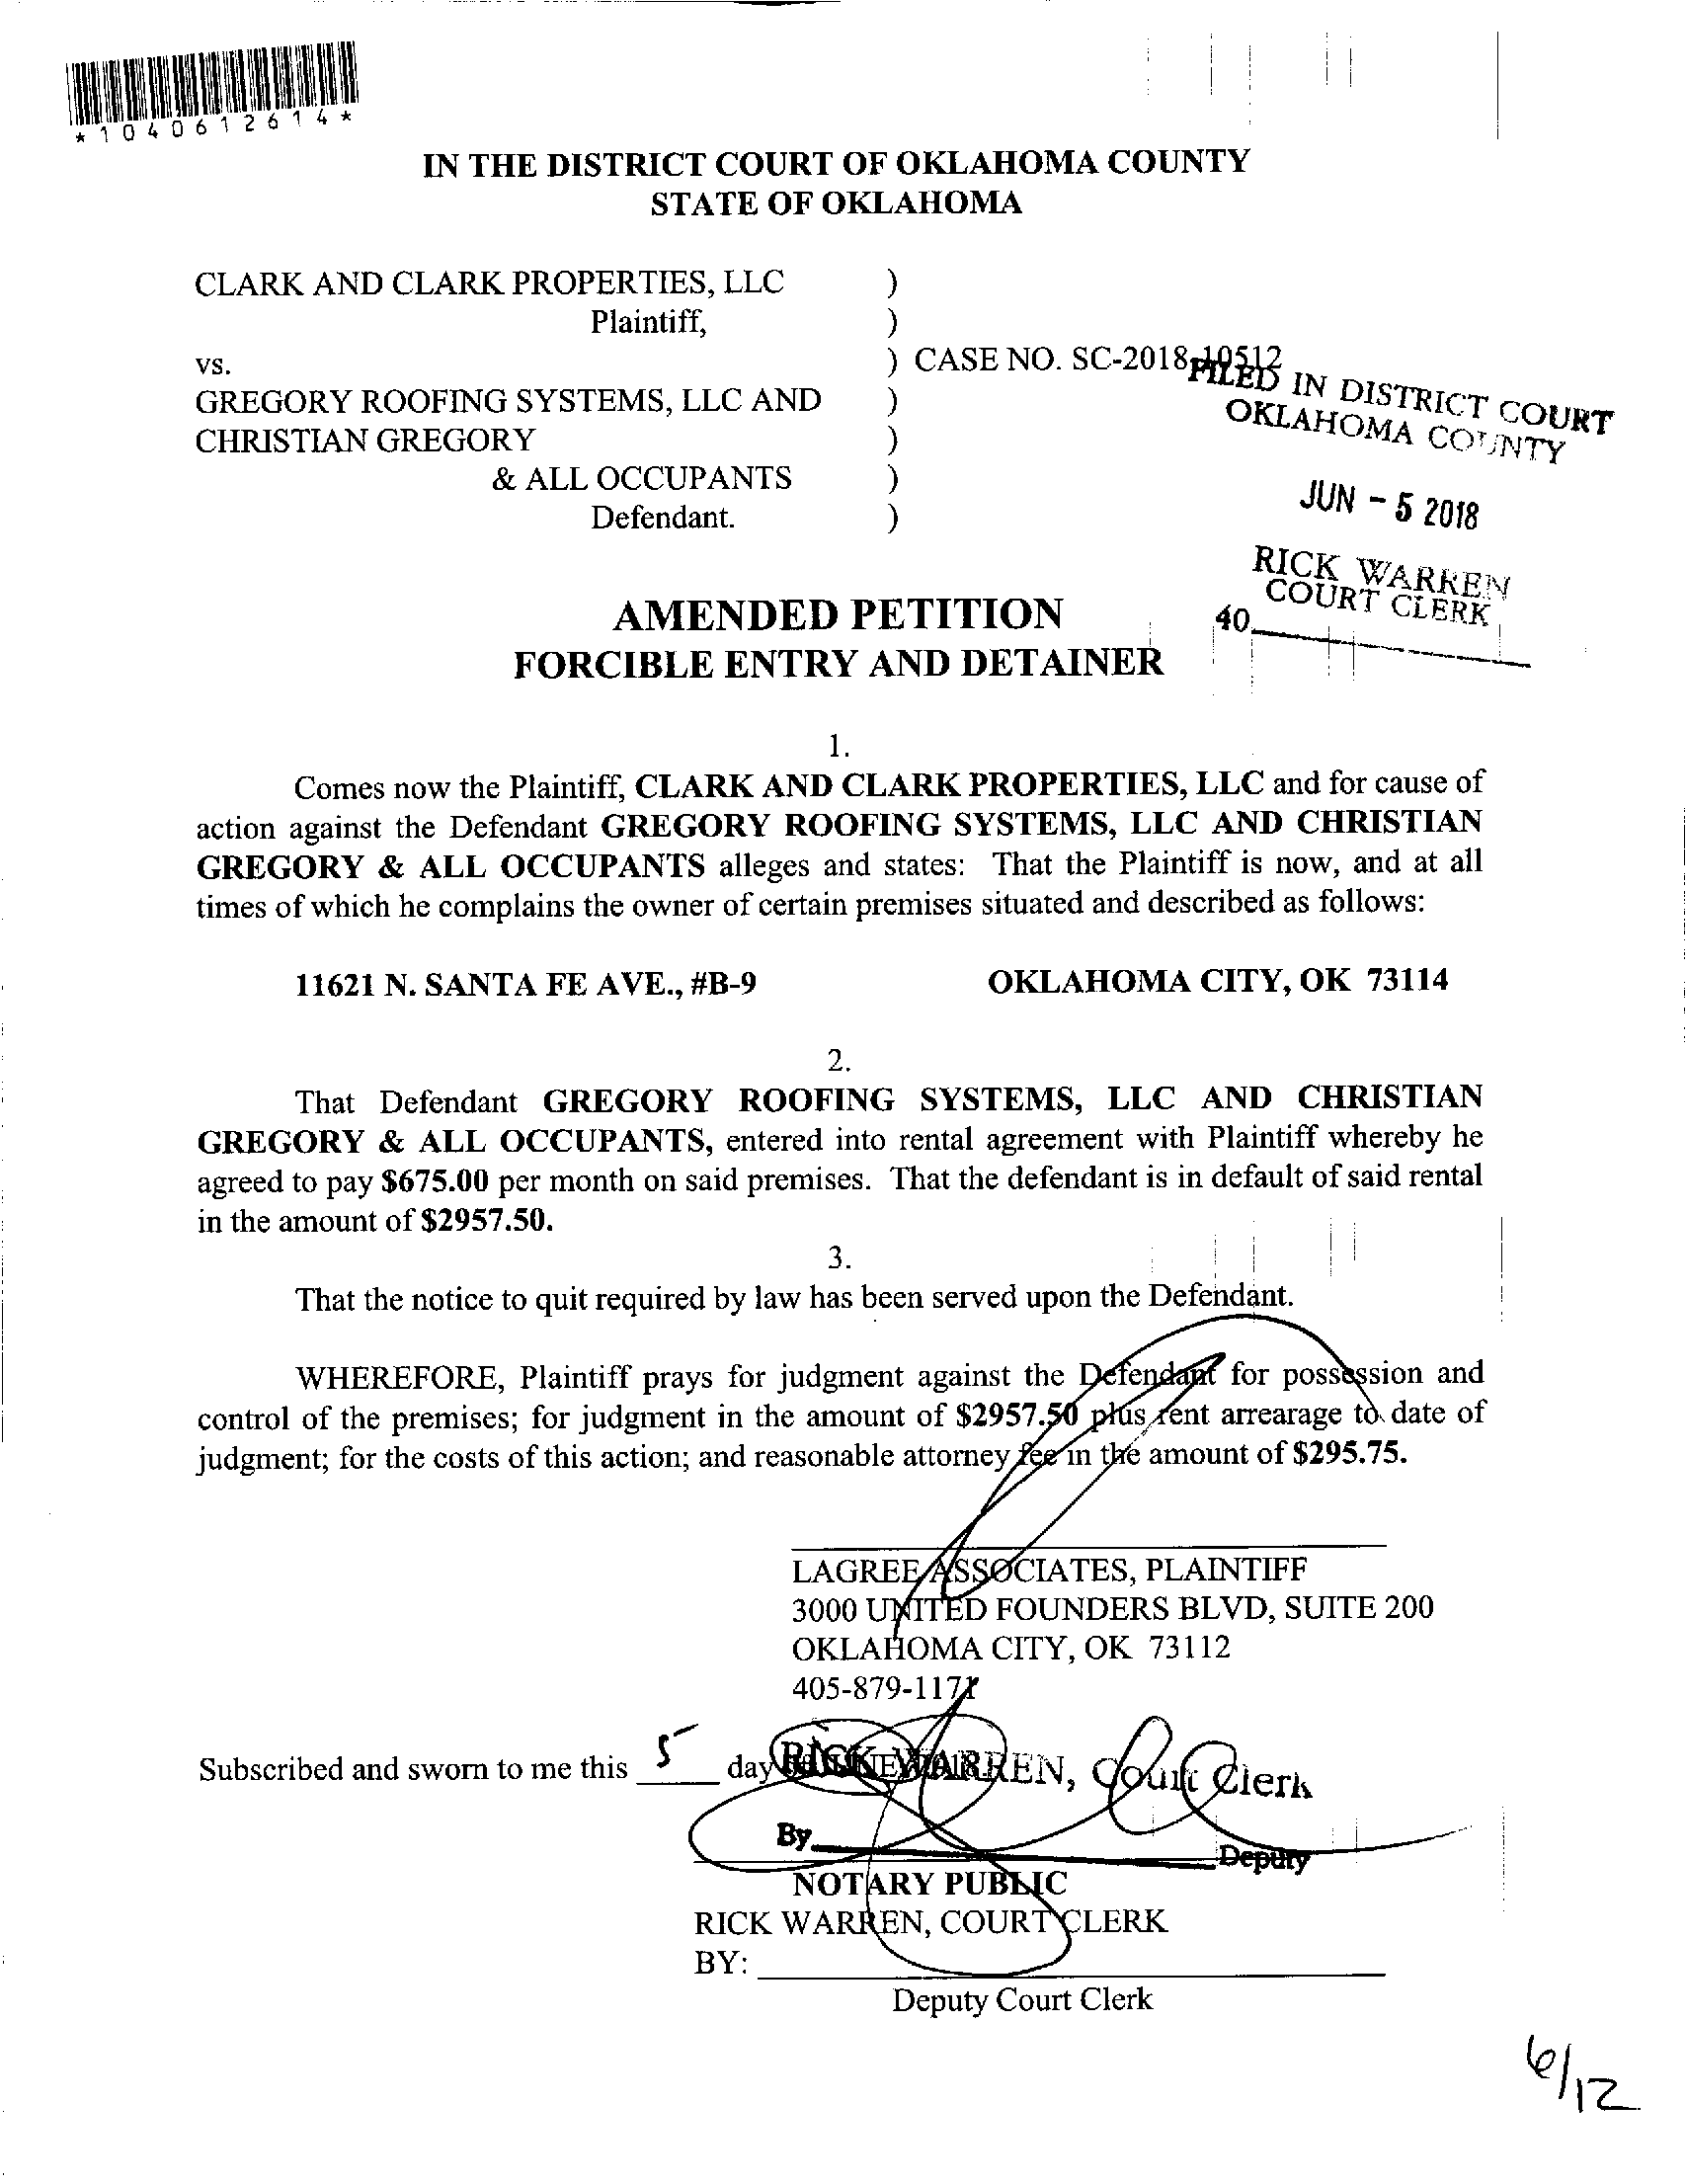 *1040612614*
IN THE DISTRICT COURT OF OKLAHOMA COUNTY
STATE OF OKLAHOMA
CLARK AND CLARK PROPERTIES, LLC )
Plaintiff, )
vs. ) CASE NO. SC-2018-10512
GREGORY ROOFING SYSTEMS, LLC AND )
CHRISTIAN GREGORY )
& ALL OCCUPANTS )
Defendant. )
FILED IN DISTRICT COURT
OKLAHOMA COUNTY
JUN - 5 2018
RICK WARREN
COURT CLERK
40
AMENDED PETITION
FORCIBLE ENTRY AND DETAINER
1.
Comes now the Plaintiff, CLARK AND CLARK PROPERTIES, LLC and for cause of
action against the Defendant GREGORY ROOFING SYSTEMS, LLC AND CHRISTIAN
GREGORY & ALL OCCUPANTS alleges and states: That the Plaintiff is now, and at all
times of which he complains the owner of certain premises situated and described as follows:
11621 N. SANTA FE AVE., #B-9 OKLAHOMA CITY, OK 73114
2.
That Defendant GREGORY ROOFING SYSTEMS, LLC AND CHRISTIAN
GREGORY & ALL OCCUPANTS, entered into rental agreement with Plaintiff whereby he
agreed to pay $675.00 per month on said premises. That the defendant is in default of said rental
in the amount of $2957.50.
3.
That the notice to quit required by law has been served upon the Defendant.
WHEREFORE, Plaintiff prays for judgment against the Defendant for possession and
control of the premises; for judgment in the amount of $2957.50 plus rent arrearage to date of
judgment; for the costs of this action; and reasonable attorney fee in the amount of $295.75.
LAGREE ASSOCIATES, PLAINTIFF
3000 UNITED FOUNDERS BLVD, SUITE 200
OKLAHOMA CITY, OK 73112
405-879-1171
Subscribed and sworn to me this 5 day
RICK WARREN, Court Clerk
By Deputy
NOTARY PUBLIC
RICK WARREN, COURT CLERK
BY:
Deputy Court Clerk
6/12